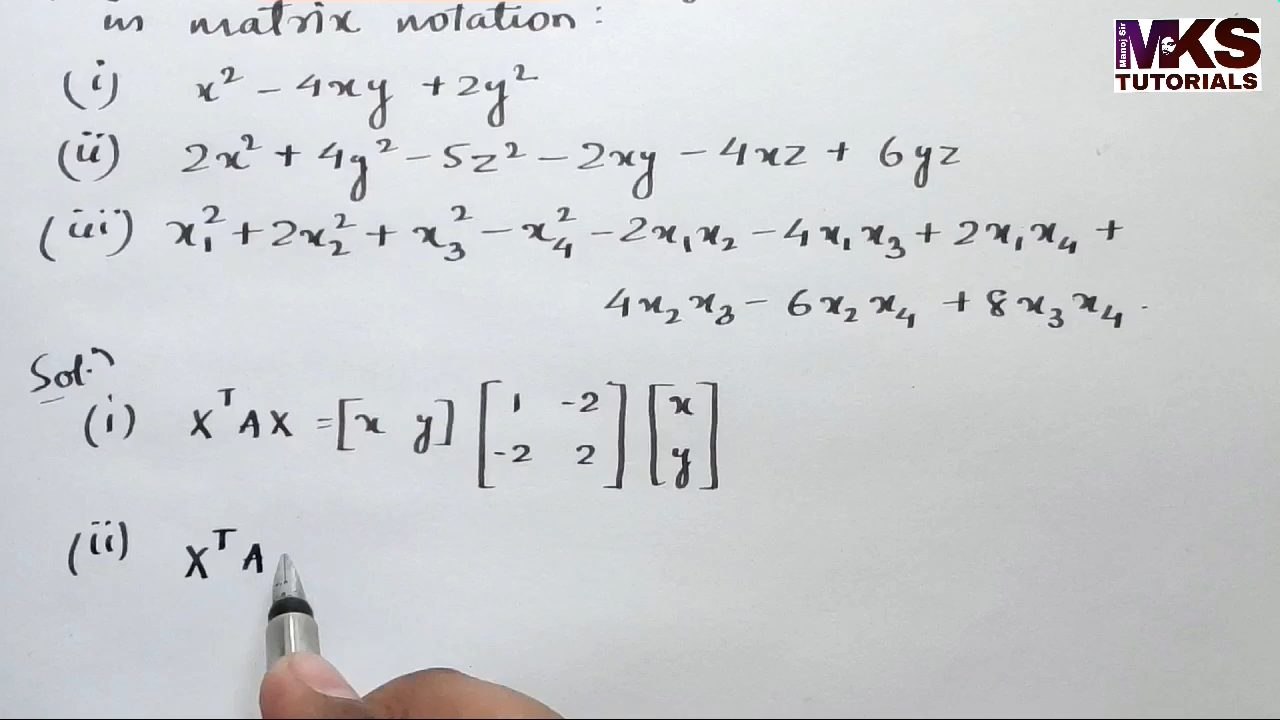 in matrix notation:
(i) x² - 4xy + 2y²
(ii) 2x² + 4y² - 5z² - 2xy - 4xz + 6yz
(iii) x₁² + 2x₂² + x₃² - x₄² - 2x₁x₂ - 4x₁x₃ + 2x₁x₄ +
4x₂x₃ - 6x₂x₄ + 8x₃x₄.
Solⁿ
(i) XᵀAX = [x y] [1 -2; -2 2] [x; y]
(ii) XᵀA
Manoj Sir
MKS
TUTORIALS